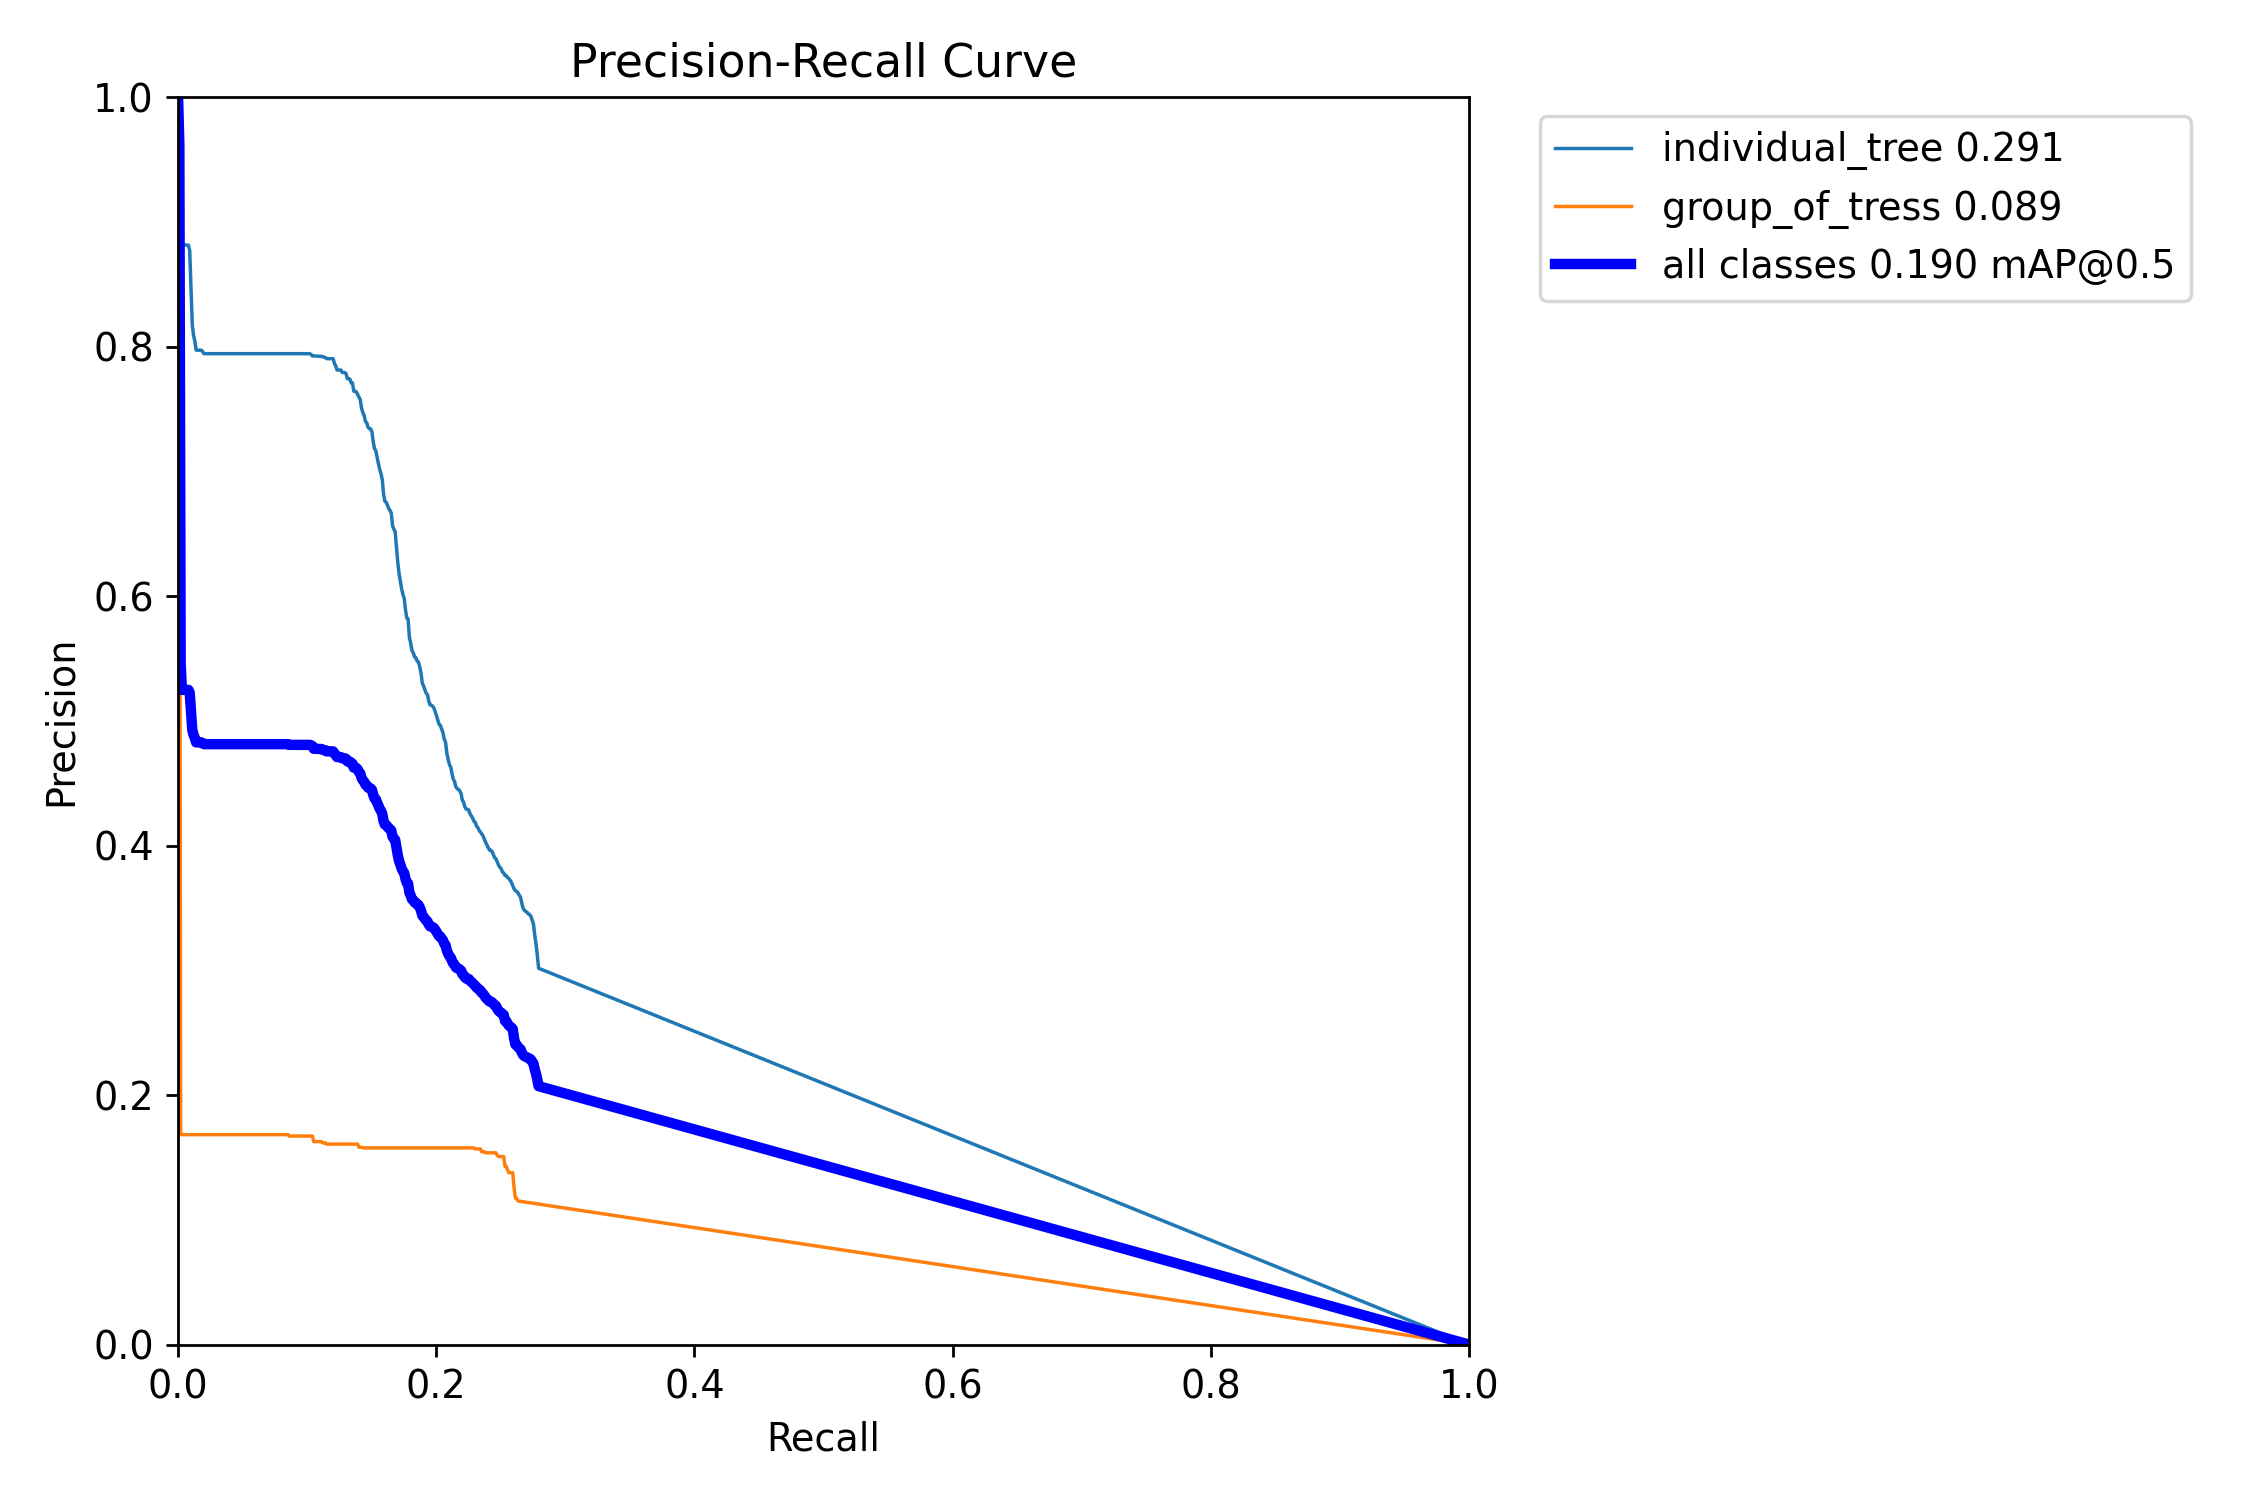 Precision-Recall Curve
1.0
0.8
0.6
0.4
0.2
0.0
Precision
0.0 0.2 0.4 0.6 0.8 1.0
Recall
individual_tree 0.291
group_of_tress 0.089
all classes 0.190 mAP@0.5